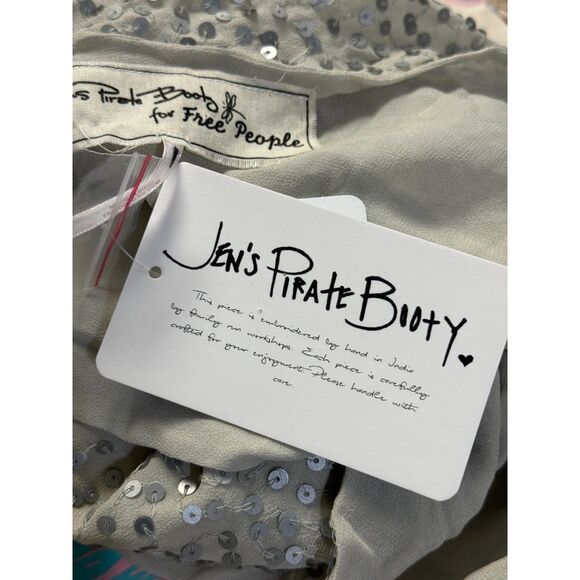 's Pirate Booty
for Free People
JEN'S PIRATE BOOTY
This piece is embroidered by hand in India
by family run workshops. Each piece is carefully
crafted for your enjoyment. Please handle with
care